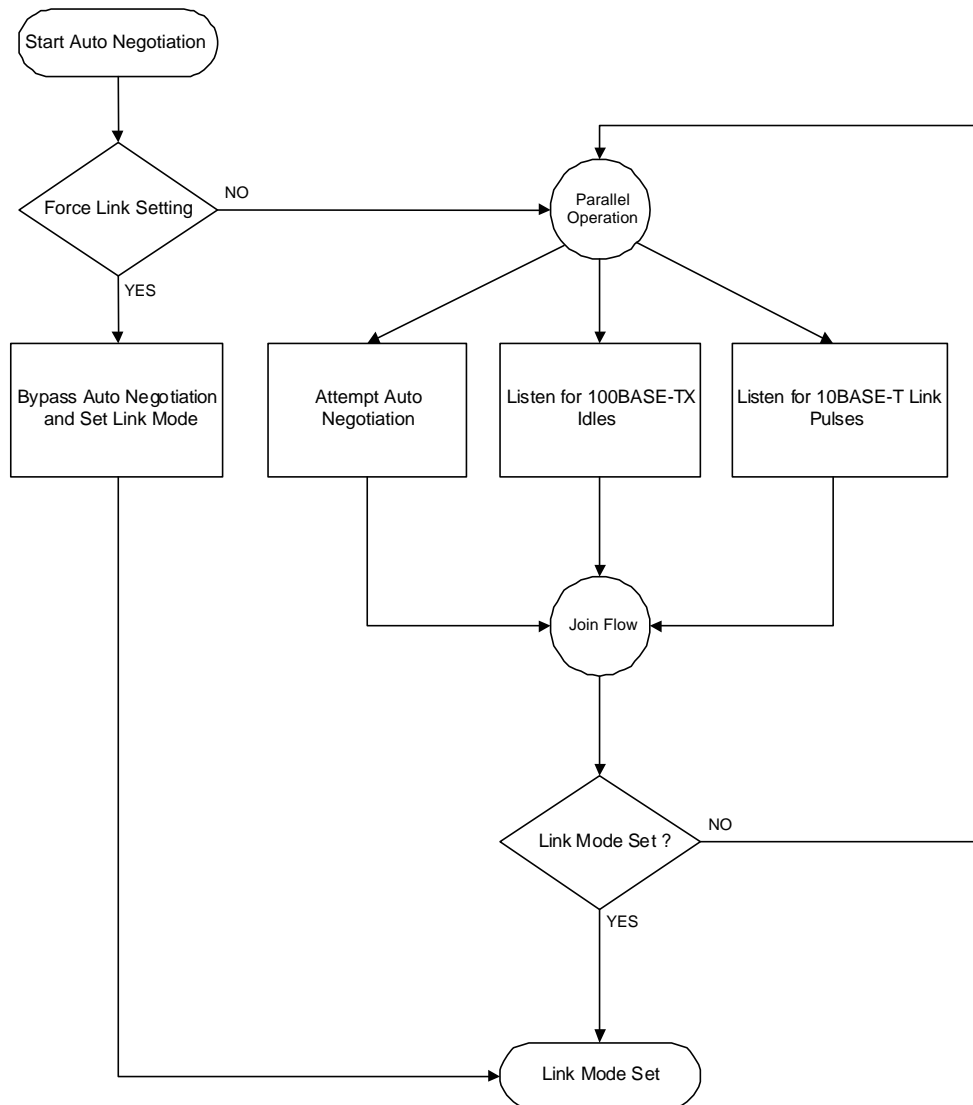 Start Auto Negotiation
Force Link Setting
NO
YES
Parallel
Operation
Bypass Auto Negotiation
and Set Link Mode
Attempt Auto
Negotiation
Listen for 100BASE-TX
Idles
Listen for 10BASE-T Link
Pulses
Join Flow
Link Mode Set ?
NO
YES
Link Mode Set